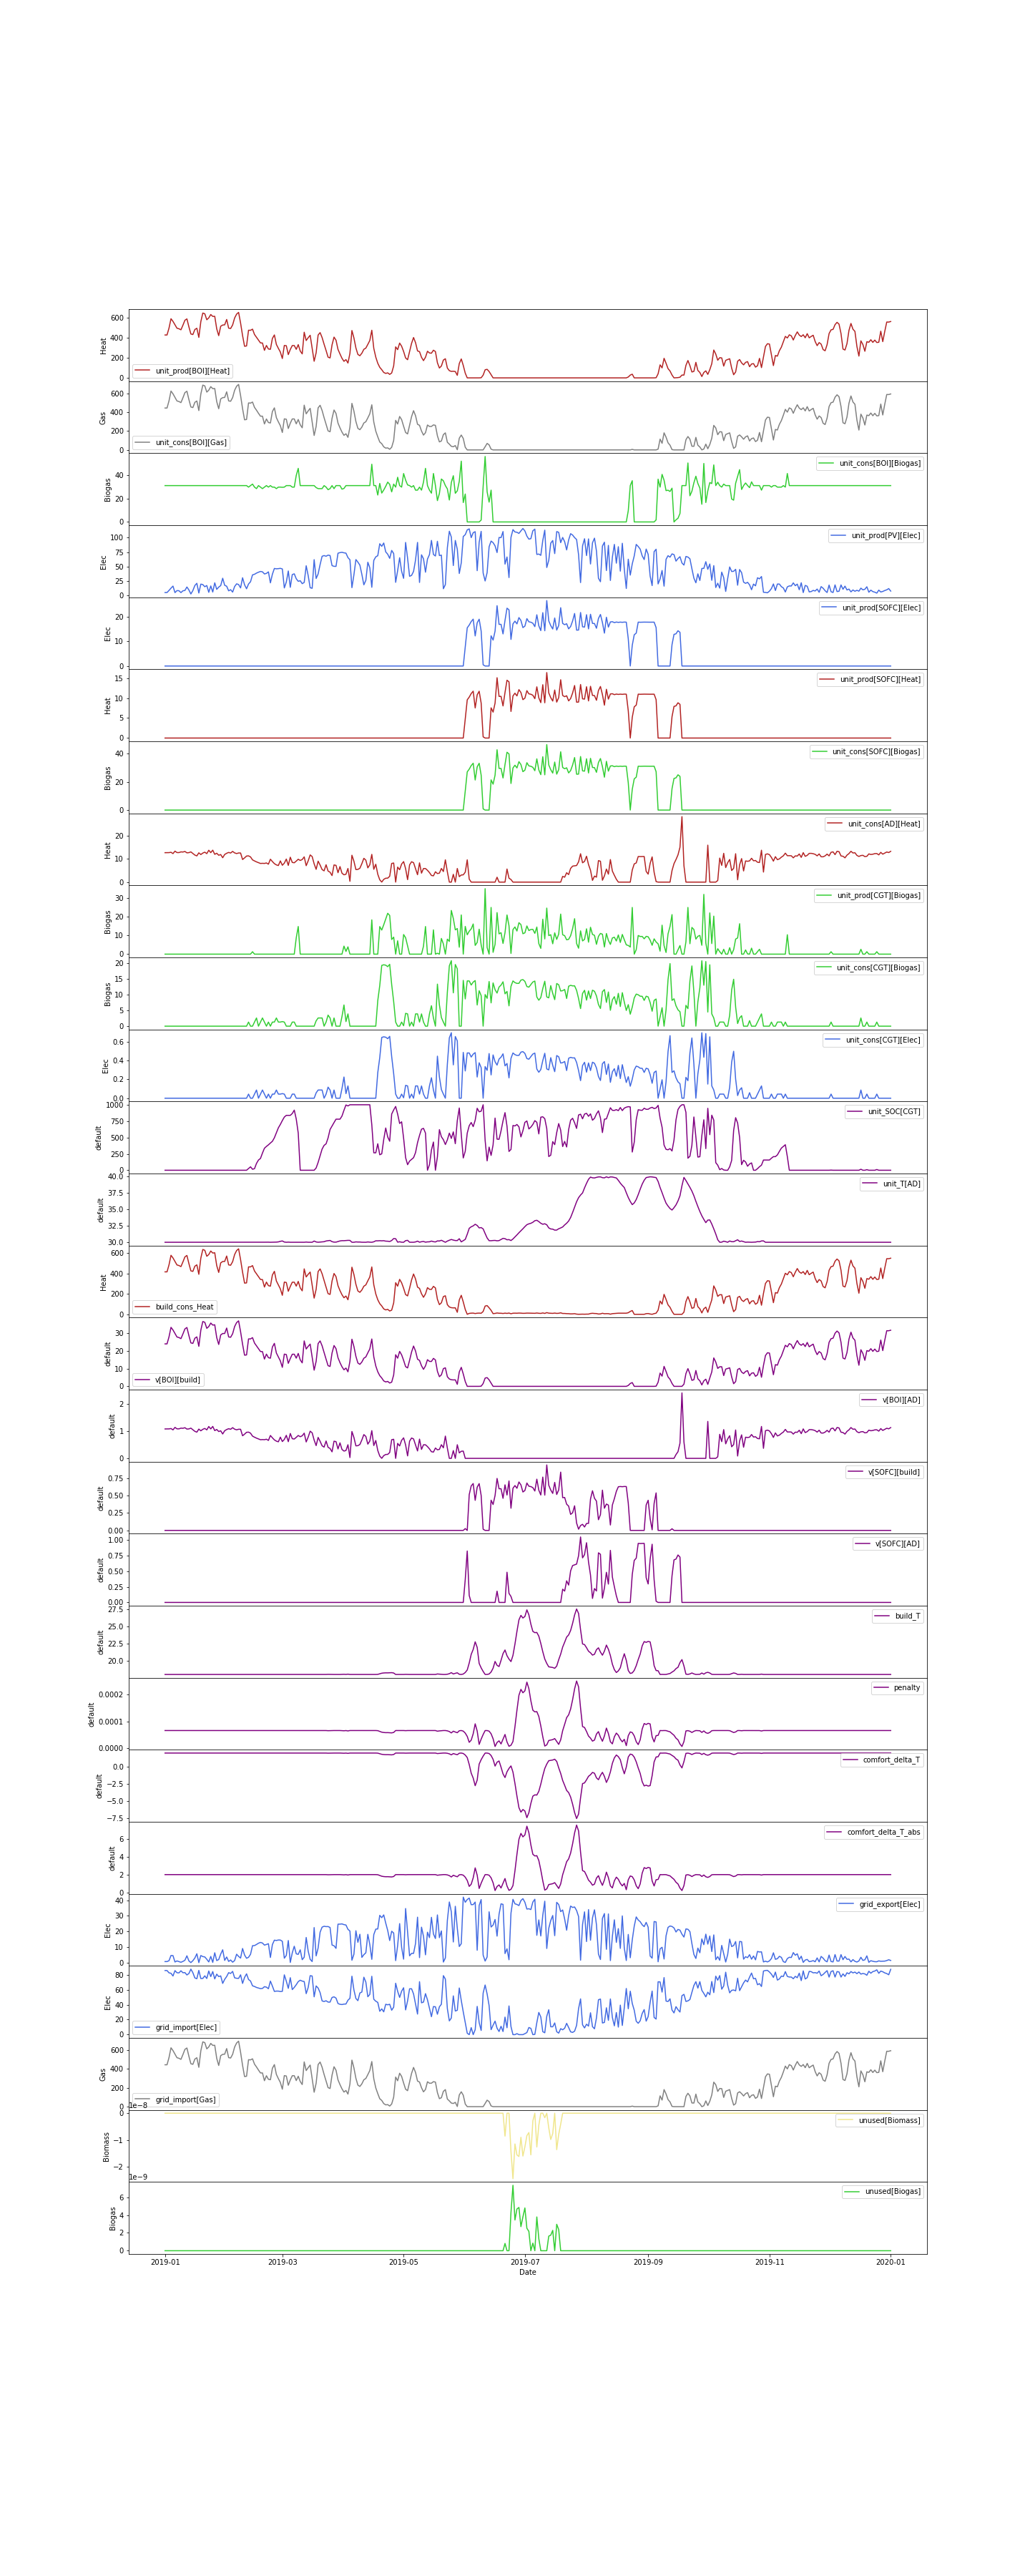 600
400
200
0
Heat
unit_prod[BOI][Heat]
600
400
200
0
Gas
unit_cons[BOI][Gas]
40
20
0
Biogas
unit_cons[BOI][Biogas]
100
75
50
25
0
Elec
unit_prod[PV][Elec]
20
10
0
Elec
unit_prod[SOFC][Elec]
15
10
5
0
Heat
unit_prod[SOFC][Heat]
40
20
0
Biogas
unit_cons[SOFC][Biogas]
20
10
0
Heat
unit_cons[AD][Heat]
30
20
10
0
Biogas
unit_prod[CGT][Biogas]
20
15
10
5
0
Biogas
unit_cons[CGT][Biogas]
0.6
0.4
0.2
0.0
Elec
unit_cons[CGT][Elec]
1000
750
500
250
0
default
unit_SOC[CGT]
40.0
37.5
35.0
32.5
30.0
default
unit_T[AD]
600
400
200
0
Heat
build_cons_Heat
30
20
10
0
default
v[BOI][build]
2
1
0
default
v[BOI][AD]
0.75
0.50
0.25
0.00
default
v[SOFC][build]
1.00
0.75
0.50
0.25
0.00
default
v[SOFC][AD]
27.5
25.0
22.5
20.0
default
build_T
0.0002
0.0001
0.0000
default
penalty
0.0
−2.5
−5.0
−7.5
default
comfort_delta_T
6
4
2
0
default
comfort_delta_T_abs
40
30
20
10
0
Elec
grid_export[Elec]
80
60
40
20
0
Elec
grid_import[Elec]
600
400
200
0
Gas
grid_import[Gas]
1e−8
0
−1
−2
Biomass
unused[Biomass]
1e−9
6
4
2
0
Biogas
unused[Biogas]
2019-01 2019-03 2019-05 2019-07 2019-09 2019-11 2020-01
Date